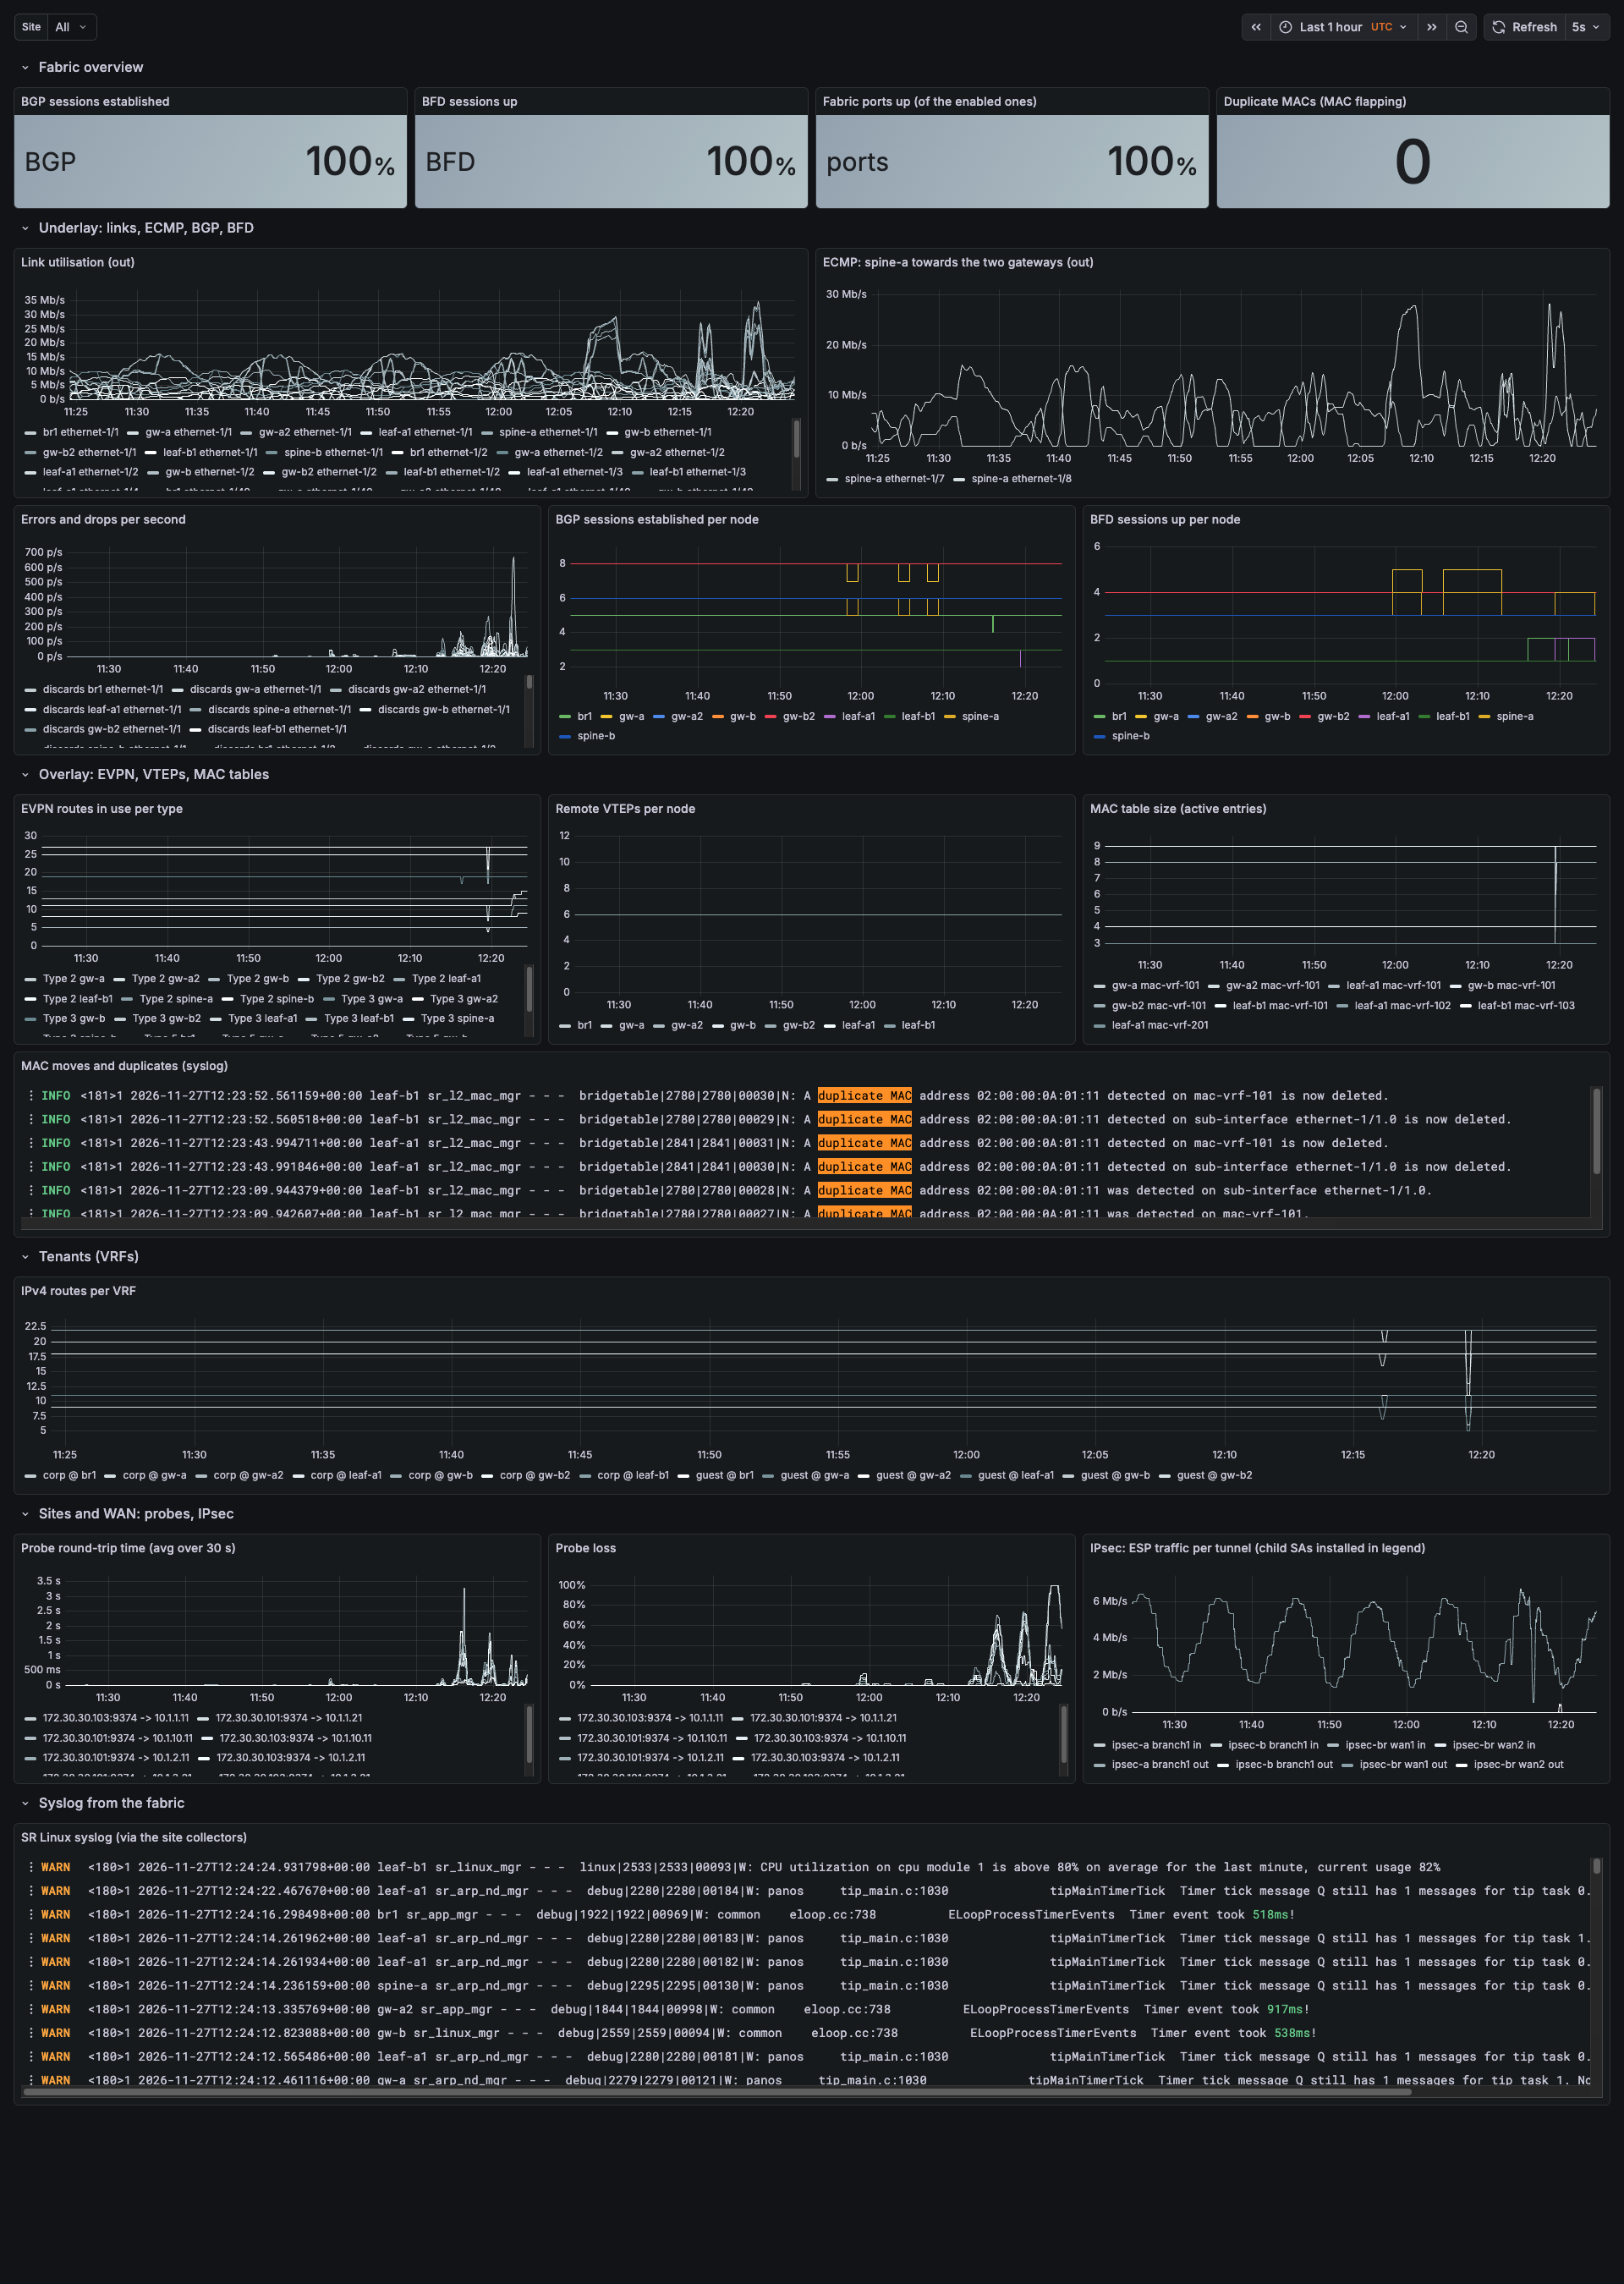 Site All Last 1 hour UTC Refresh 5s
Fabric overview
BGP sessions established BFD sessions up Fabric ports up (of the enabled ones) Duplicate MACs (MAC flapping)
BGP 100% BFD 100% ports 100% 0
Underlay: links, ECMP, BGP, BFD
Link utilisation (out)
35 Mb/s
30 Mb/s
25 Mb/s
20 Mb/s
15 Mb/s
10 Mb/s
5 Mb/s
0 b/s
11:25 11:30 11:35 11:40 11:45 11:50 11:55 12:00 12:05 12:10 12:15 12:20
br1 ethernet-1/1 gw-a ethernet-1/1 gw-a2 ethernet-1/1 leaf-a1 ethernet-1/1 spine-a ethernet-1/1 gw-b ethernet-1/1
gw-b2 ethernet-1/1 leaf-b1 ethernet-1/1 spine-b ethernet-1/1 br1 ethernet-1/2 gw-a ethernet-1/2 gw-a2 ethernet-1/2
leaf-a1 ethernet-1/2 gw-b ethernet-1/2 gw-b2 ethernet-1/2 leaf-b1 ethernet-1/2 leaf-a1 ethernet-1/3 leaf-b1 ethernet-1/3
ECMP: spine-a towards the two gateways (out)
30 Mb/s
20 Mb/s
10 Mb/s
0 b/s
11:25 11:30 11:35 11:40 11:45 11:50 11:55 12:00 12:05 12:10 12:15 12:20
spine-a ethernet-1/7 spine-a ethernet-1/8
Errors and drops per second
700 p/s
600 p/s
500 p/s
400 p/s
300 p/s
200 p/s
100 p/s
0 p/s
11:30 11:40 11:50 12:00 12:10 12:20
discards br1 ethernet-1/1 discards gw-a ethernet-1/1 discards gw-a2 ethernet-1/1
discards leaf-a1 ethernet-1/1 discards spine-a ethernet-1/1 discards gw-b ethernet-1/1
discards gw-b2 ethernet-1/1 discards leaf-b1 ethernet-1/1
BGP sessions established per node
8
6
4
2
11:30 11:40 11:50 12:00 12:10 12:20
br1 gw-a gw-a2 gw-b gw-b2 leaf-a1 leaf-b1 spine-a
spine-b
BFD sessions up per node
6
4
2
0
11:30 11:40 11:50 12:00 12:10 12:20
br1 gw-a gw-a2 gw-b gw-b2 leaf-a1 leaf-b1 spine-a
spine-b
Overlay: EVPN, VTEPs, MAC tables
EVPN routes in use per type
30
25
20
15
10
5
0
11:30 11:40 11:50 12:00 12:10 12:20
Type 2 gw-a Type 2 gw-a2 Type 2 gw-b Type 2 gw-b2 Type 2 leaf-a1
Type 2 leaf-b1 Type 2 spine-a Type 2 spine-b Type 3 gw-a Type 3 gw-a2
Type 3 gw-b Type 3 gw-b2 Type 3 leaf-a1 Type 3 leaf-b1 Type 3 spine-a
Remote VTEPs per node
12
10
8
6
4
2
0
11:30 11:40 11:50 12:00 12:10 12:20
br1 gw-a gw-a2 gw-b gw-b2 leaf-a1 leaf-b1
MAC table size (active entries)
9
8
7
6
5
4
3
11:30 11:40 11:50 12:00 12:10 12:20
gw-a mac-vrf-101 gw-a2 mac-vrf-101 leaf-a1 mac-vrf-101 gw-b mac-vrf-101
gw-b2 mac-vrf-101 leaf-b1 mac-vrf-101 leaf-a1 mac-vrf-102 leaf-b1 mac-vrf-103
leaf-a1 mac-vrf-201
MAC moves and duplicates (syslog)
INFO <181>1 2026-11-27T12:23:52.561159+00:00 leaf-b1 sr_l2_mac_mgr - - - bridgetable|2780|2780|00030|N: A duplicate MAC address 02:00:00:0A:01:11 detected on mac-vrf-101 is now deleted.
INFO <181>1 2026-11-27T12:23:52.560518+00:00 leaf-b1 sr_l2_mac_mgr - - - bridgetable|2780|2780|00029|N: A duplicate MAC address 02:00:00:0A:01:11 detected on sub-interface ethernet-1/1.0 is now deleted.
INFO <181>1 2026-11-27T12:23:43.994711+00:00 leaf-a1 sr_l2_mac_mgr - - - bridgetable|2841|2841|00031|N: A duplicate MAC address 02:00:00:0A:01:11 detected on mac-vrf-101 is now deleted.
INFO <181>1 2026-11-27T12:23:43.991846+00:00 leaf-a1 sr_l2_mac_mgr - - - bridgetable|2841|2841|00030|N: A duplicate MAC address 02:00:00:0A:01:11 detected on sub-interface ethernet-1/1.0 is now deleted.
INFO <181>1 2026-11-27T12:23:09.944379+00:00 leaf-b1 sr_l2_mac_mgr - - - bridgetable|2780|2780|00028|N: A duplicate MAC address 02:00:00:0A:01:11 was detected on sub-interface ethernet-1/1.0.
INFO <181>1 2026-11-27T12:23:09.942607+00:00 leaf-b1 sr_l2_mac_mgr - - - bridgetable|2780|2780|00027|N: A duplicate MAC address 02:00:00:0A:01:11 was detected on mac-vrf-101.
Tenants (VRFs)
IPv4 routes per VRF
22.5
20
17.5
15
12.5
10
7.5
5
11:25 11:30 11:35 11:40 11:45 11:50 11:55 12:00 12:05 12:10 12:15 12:20
corp @ br1 corp @ gw-a corp @ gw-a2 corp @ leaf-a1 corp @ gw-b corp @ gw-b2 corp @ leaf-b1 guest @ br1 guest @ gw-a guest @ gw-a2 guest @ leaf-a1 guest @ gw-b guest @ gw-b2
Sites and WAN: probes, IPsec
Probe round-trip time (avg over 30 s)
3.5 s
3 s
2.5 s
2 s
1.5 s
1 s
500 ms
0 s
11:30 11:40 11:50 12:00 12:10 12:20
172.30.30.103:9374 -> 10.1.1.11 172.30.30.101:9374 -> 10.1.1.21
172.30.30.101:9374 -> 10.1.10.11 172.30.30.103:9374 -> 10.1.10.11
172.30.30.101:9374 -> 10.1.2.11 172.30.30.103:9374 -> 10.1.2.11
Probe loss
100%
80%
60%
40%
20%
0%
11:30 11:40 11:50 12:00 12:10 12:20
172.30.30.103:9374 -> 10.1.1.11 172.30.30.101:9374 -> 10.1.1.21
172.30.30.101:9374 -> 10.1.10.11 172.30.30.103:9374 -> 10.1.10.11
172.30.30.101:9374 -> 10.1.2.11 172.30.30.103:9374 -> 10.1.2.11
IPsec: ESP traffic per tunnel (child SAs installed in legend)
6 Mb/s
4 Mb/s
2 Mb/s
0 b/s
11:30 11:40 11:50 12:00 12:10 12:20
ipsec-a branch1 in ipsec-b branch1 in ipsec-br wan1 in ipsec-br wan2 in
ipsec-a branch1 out ipsec-b branch1 out ipsec-br wan1 out ipsec-br wan2 out
Syslog from the fabric
SR Linux syslog (via the site collectors)
WARN <180>1 2026-11-27T12:24:24.931798+00:00 leaf-b1 sr_linux_mgr - - - linux|2533|2533|00093|W: CPU utilization on cpu module 1 is above 80% on average for the last minute, current usage 82%
WARN <180>1 2026-11-27T12:24:22.467670+00:00 leaf-a1 sr_arp_nd_mgr - - - debug|2280|2280|00184|W: panos tip_main.c:1030 tipMainTimerTick Timer tick message Q still has 1 messages for tip task 0.
WARN <180>1 2026-11-27T12:24:16.298498+00:00 br1 sr_app_mgr - - - debug|1922|1922|00969|W: common eloop.cc:738 ELoopProcessTimerEvents Timer event took 518ms!
WARN <180>1 2026-11-27T12:24:14.261962+00:00 leaf-a1 sr_arp_nd_mgr - - - debug|2280|2280|00183|W: panos tip_main.c:1030 tipMainTimerTick Timer tick message Q still has 1 messages for tip task 1.
WARN <180>1 2026-11-27T12:24:14.261934+00:00 leaf-a1 sr_arp_nd_mgr - - - debug|2280|2280|00182|W: panos tip_main.c:1030 tipMainTimerTick Timer tick message Q still has 1 messages for tip task 0.
WARN <180>1 2026-11-27T12:24:14.236159+00:00 spine-a sr_arp_nd_mgr - - - debug|2295|2295|00130|W: panos tip_main.c:1030 tipMainTimerTick Timer tick message Q still has 1 messages for tip task 0.
WARN <180>1 2026-11-27T12:24:13.335769+00:00 gw-a2 sr_app_mgr - - - debug|1844|1844|00998|W: common eloop.cc:738 ELoopProcessTimerEvents Timer event took 917ms!
WARN <180>1 2026-11-27T12:24:12.823088+00:00 gw-b sr_linux_mgr - - - debug|2559|2559|00094|W: common eloop.cc:738 ELoopProcessTimerEvents Timer event took 538ms!
WARN <180>1 2026-11-27T12:24:12.565486+00:00 leaf-a1 sr_arp_nd_mgr - - - debug|2280|2280|00181|W: panos tip_main.c:1030 tipMainTimerTick Timer tick message Q still has 1 messages for tip task 0.
WARN <180>1 2026-11-27T12:24:12.461116+00:00 gw-a sr_arp_nd_mgr - - - debug|2279|2279|00121|W: panos tip_main.c:1030 tipMainTimerTick Timer tick message Q still has 1 messages for tip task 1. No